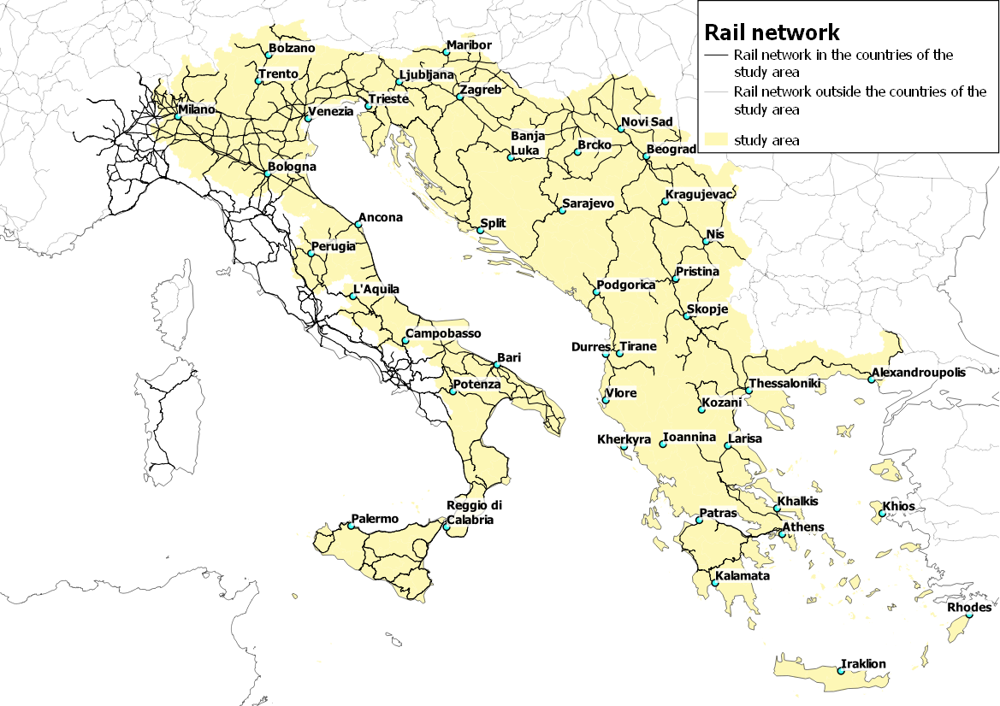 Rail network
Rail network in the countries of the
study area
Rail network outside the countries of the
study area
study area
Maribor
Bolzano
Trento
Ljubljana
Zagreb
Trieste
Milano
Venezia
Novi Sad
Banja
Luka
Brcko
Beograd
Bologna
Kragujevac
Sarajevo
Ancona
Split
Nis
Perugia
Pristina
Podgorica
L'Aquila
Skopje
Campobasso
Durres
Tirane
Bari
Alexandroupolis
Potenza
Thessaloniki
Vlore
Kozani
Kherkyra
Ioannina
Larisa
Khalkis
Reggio di
Calabria
Khios
Palermo
Patras
Athens
Kalamata
Rhodes
Iraklion